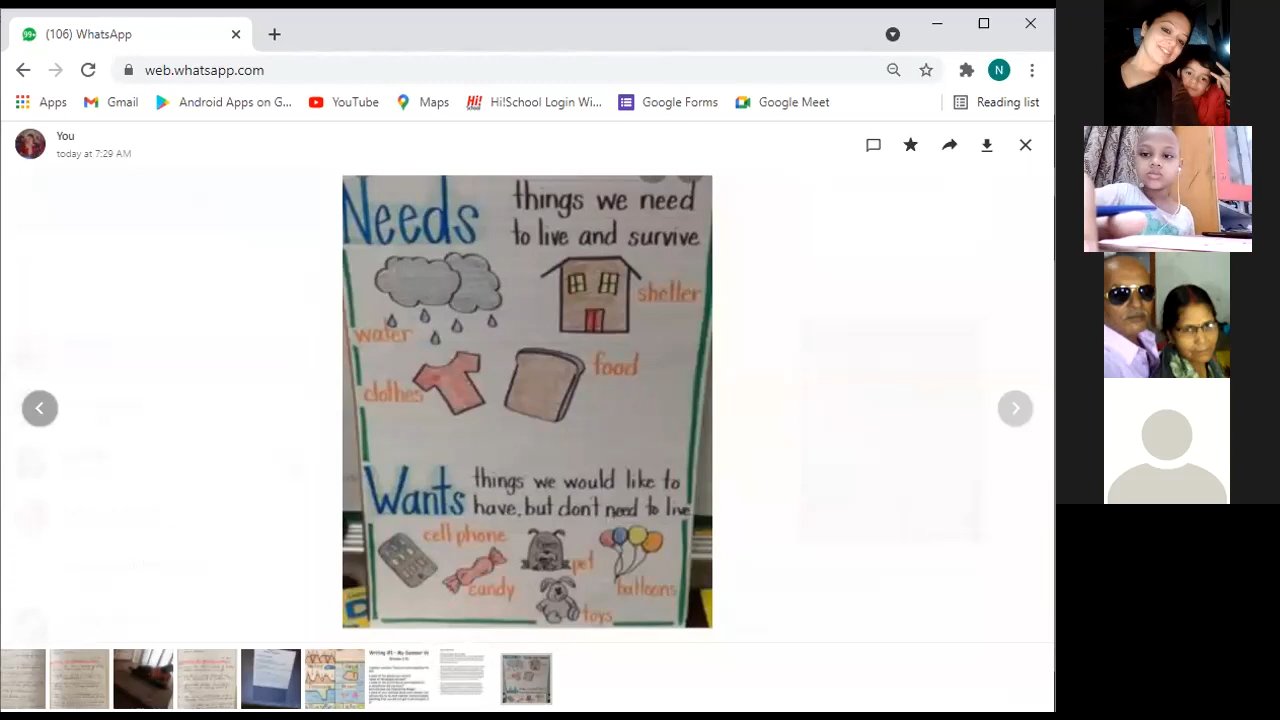 99+
(106) WhatsApp
web.whatsapp.com
N
Apps
Gmail
Android Apps on G...
YouTube
Maps
Hi!
School
Hi!School Login Wi...
Google Forms
Google Meet
Reading list
You
today at 7:29 AM
Needs
things we need
to live and survive
water
shelter
clothes
food
Wants
things we would like to
have, but don't need to live
cell phone
candy
pet
balloons
toys